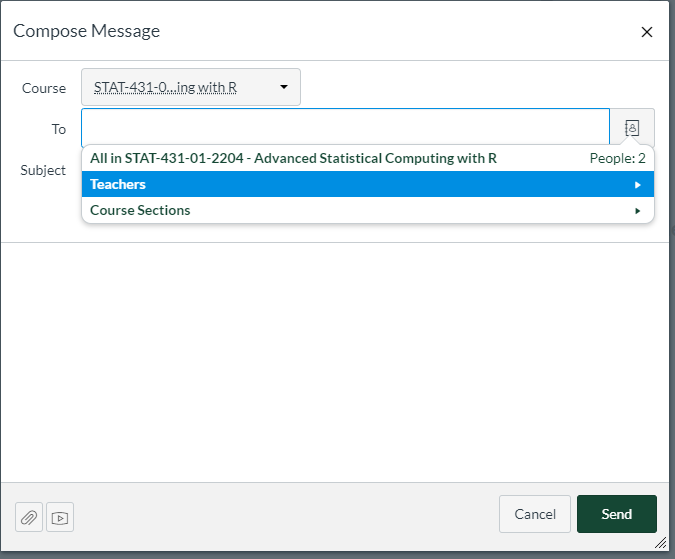 Compose Message
Course STAT-431-0...ing with R
To
All in STAT-431-01-2204 - Advanced Statistical Computing with R People: 2
Subject
Teachers
Course Sections
Cancel Send